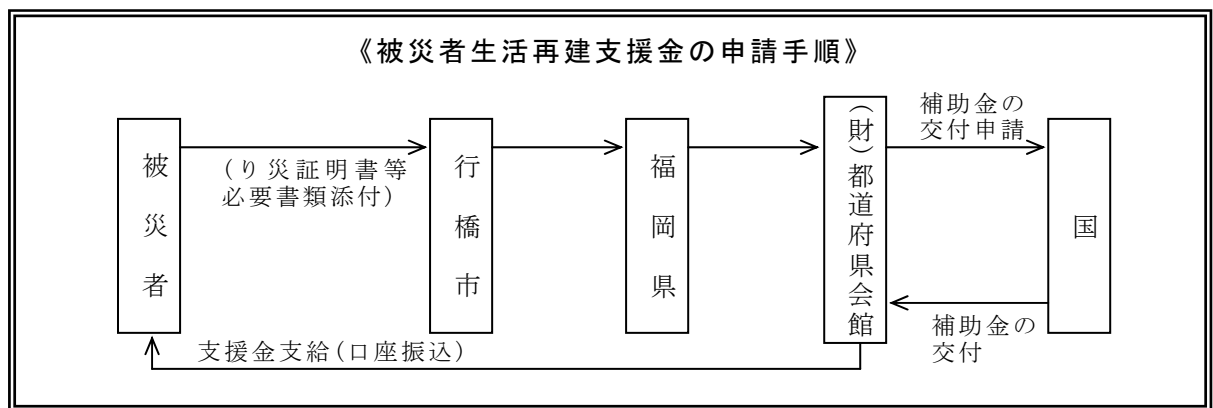 《被災者生活再建支援金の申請手順》
被災者
(り災証明書等
必要書類添付)
行橋市
福岡県
(財)都道府県会館
補助金の
交付申請
国
補助金の
交付
支援金支給(口座振込)